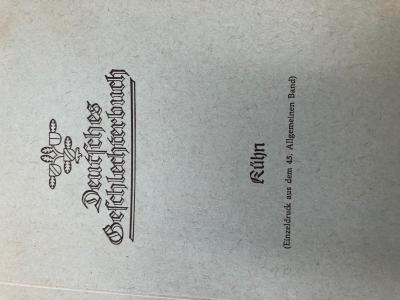 Deutsches
Geschlechterbuch
Kühn
(Einzeldruck aus dem 45. Allgemeinen Band)